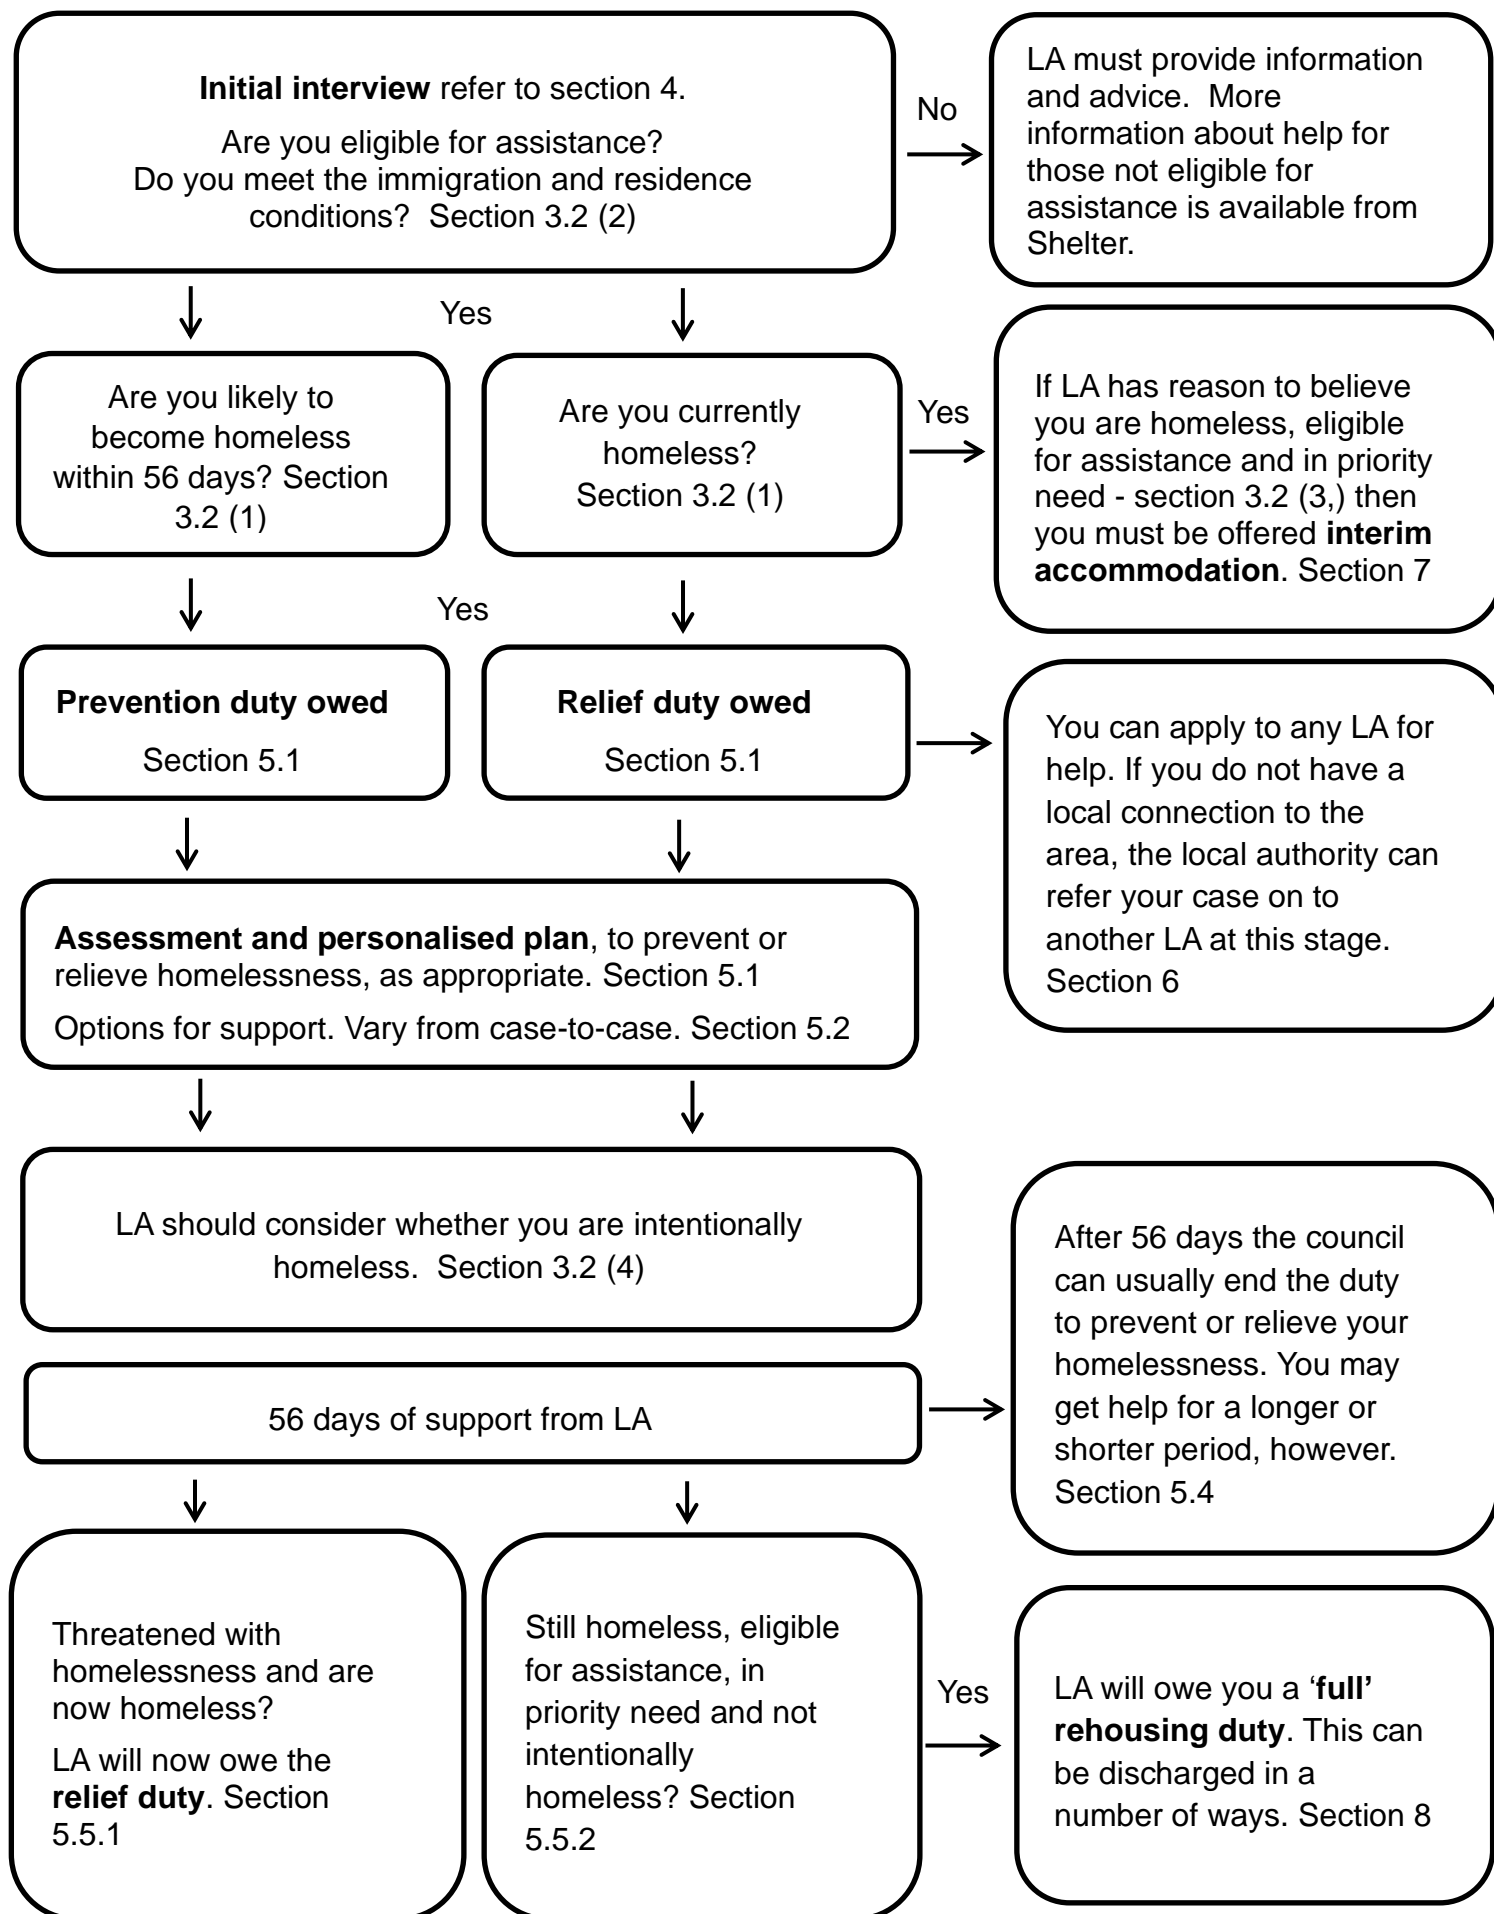 Initial interview refer to section 4.
Are you eligible for assistance?
Do you meet the immigration and residence
conditions?  Section 3.2 (2)
No
LA must provide information
and advice.  More
information about help for
those not eligible for
assistance is available from
Shelter.
Yes
Are you likely to
become homeless
within 56 days? Section
3.2 (1)
Are you currently
homeless?
Section 3.2 (1)
Yes
If LA has reason to believe
you are homeless, eligible
for assistance and in priority
need - section 3.2 (3,) then
you must be offered interim
accommodation. Section 7
Yes
Prevention duty owed
Section 5.1
Relief duty owed
Section 5.1
You can apply to any LA for
help. If you do not have a
local connection to the
area, the local authority can
refer your case on to
another LA at this stage.
Section 6
Assessment and personalised plan, to prevent or
relieve homelessness, as appropriate. Section 5.1
Options for support. Vary from case-to-case. Section 5.2
LA should consider whether you are intentionally
homeless.  Section 3.2 (4)
56 days of support from LA
After 56 days the council
can usually end the duty
to prevent or relieve your
homelessness. You may
get help for a longer or
shorter period, however.
Section 5.4
Threatened with
homelessness and are
now homeless?
LA will now owe the
relief duty. Section
5.5.1
Still homeless, eligible
for assistance, in
priority need and not
intentionally
homeless? Section
5.5.2
Yes
LA will owe you a ‘full’
rehousing duty. This can
be discharged in a
number of ways. Section 8